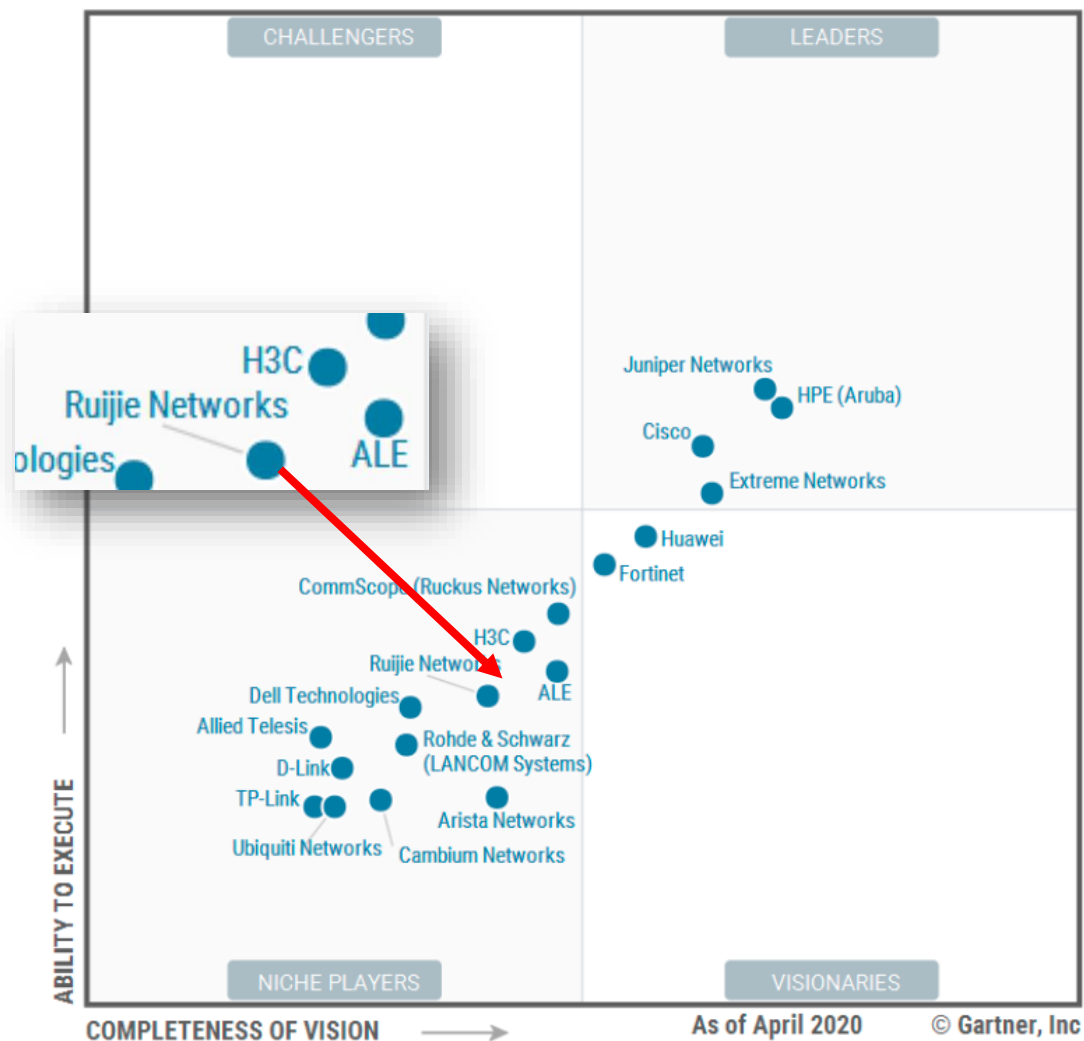 CHALLENGERS
LEADERS
H3C
Ruijie Networks
ologies
ALE
Juniper Networks
HPE (Aruba)
Cisco
Extreme Networks
Huawei
Fortinet
CommScope (Ruckus Networks)
H3C
Ruijie Networks
ALE
Dell Technologies
Allied Telesis
Rohde & Schwarz
(LANCOM Systems)
D-Link
TP-Link
Arista Networks
Ubiquiti Networks
Cambium Networks
ABILITY TO EXECUTE
NICHE PLAYERS
VISIONARIES
COMPLETENESS OF VISION
As of April 2020
© Gartner, Inc